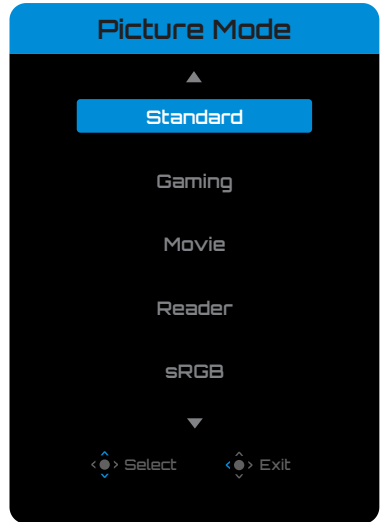 Picture Mode
Standard
Gaming
Movie
Reader
sRGB
Select Exit